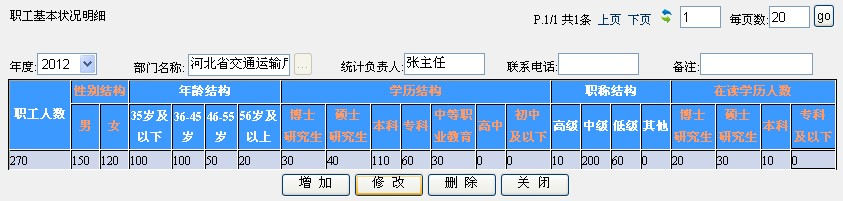 职工基本状况明细
P.1/1 共1条 上页 下页 1 每页数: 20 go
年度: 2012 部门名称: 河北省交通运输厅 ... 统计负责人: 张主任 联系电话: 备注:
职工人数 性别结构 年龄结构 学历结构 职称结构 在读学历人数
男 女 35岁及以下 36-45岁 46-55岁 56岁及以上 博士研究生 硕士研究生 本科 专科 中等职业教育 高中 初中及以下 高级 中级 低级 其他 博士研究生 硕士研究生 本科 专科及以下
270 150 120 100 100 50 20 30 40 110 60 30 0 0 10 200 60 0 20 30 10 0
增 加 修 改 删 除 关 闭